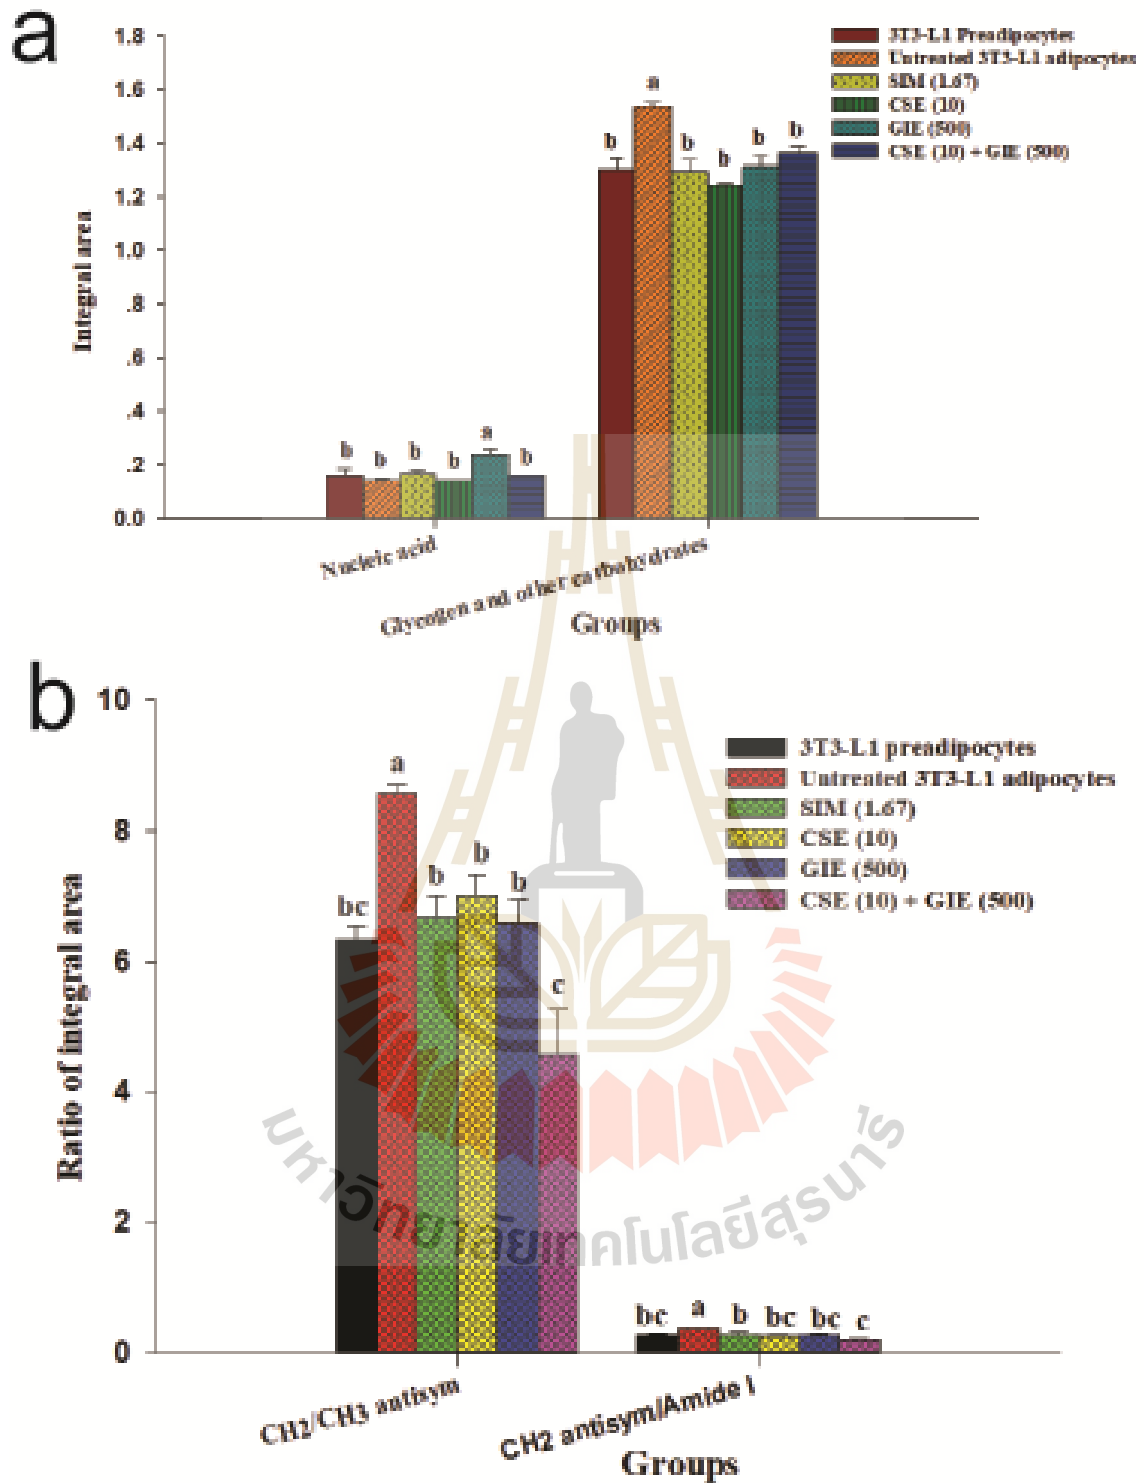 a
1.8
1.6
1.4
1.2
1.0
.8
.6
.4
.2
0.0
Integral area
3T3-L1 Preadipocytes
Untreated 3T3-L1 adipocytes
SIM (1.67)
CSE (10)
GIE (500)
CSE (10) + GIE (500)
b b b b a b
b a b b b b
Nucleic acid
Glycogen and other carbahydrates
Groups
b
10
8
6
4
2
0
Ratio of integral area
3T3-L1 preadipocytes
Untreated 3T3-L1 adipocytes
SIM (1.67)
CSE (10)
GIE (500)
CSE (10) + GIE (500)
bc a b b b c
bc a b bc bc c
CH2/CH3 antisym
CH2 antisym/Amide I
Groups
มหาวิทยาลัยเทคโนโลยีสุรนารี